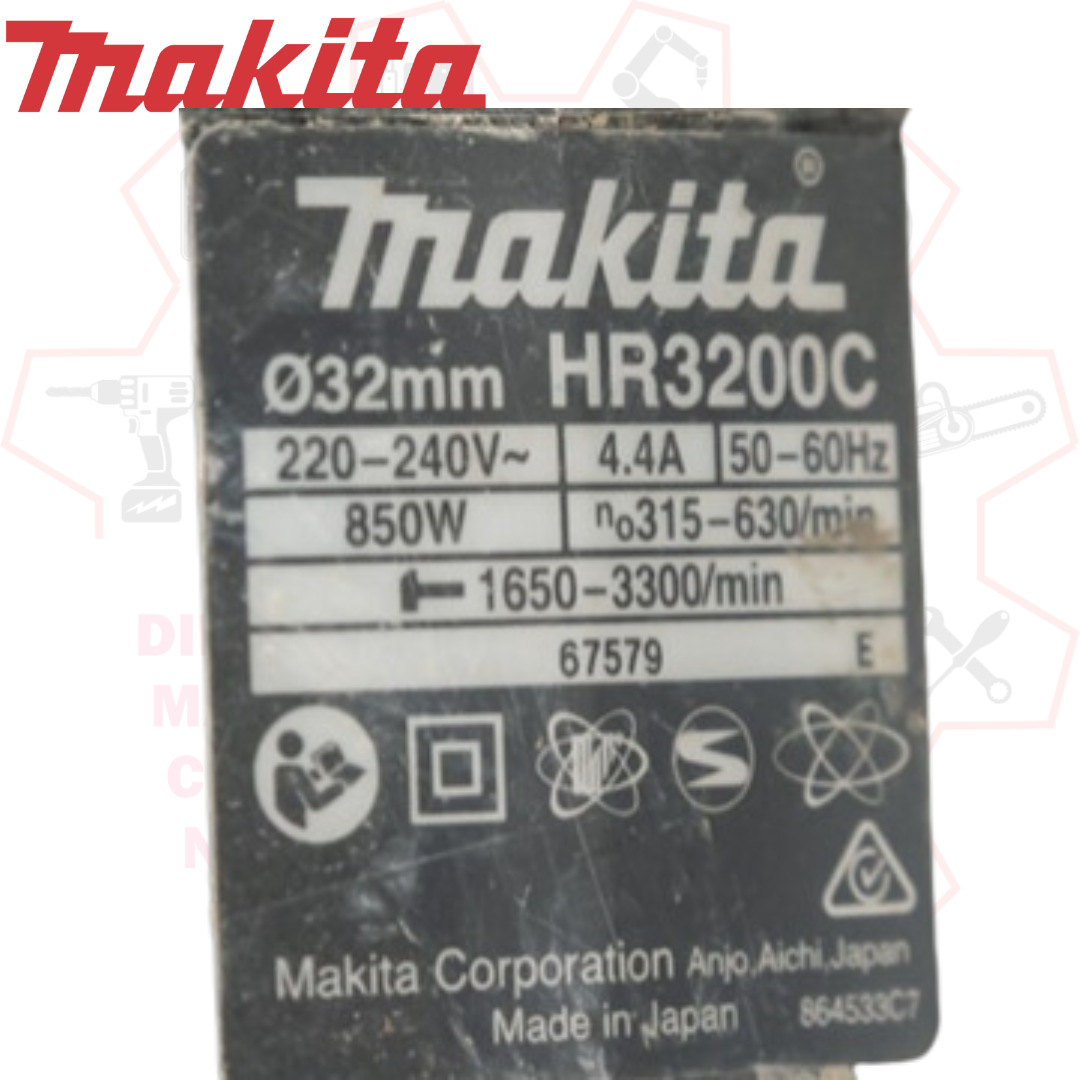 makita
makita®
Ø32mm HR3200C
220–240V~ 4.4A 50–60Hz
850W no315–630/min
1650–3300/min
67579 E
Makita Corporation Anjo,Aichi,Japan
Made in Japan 864533C7